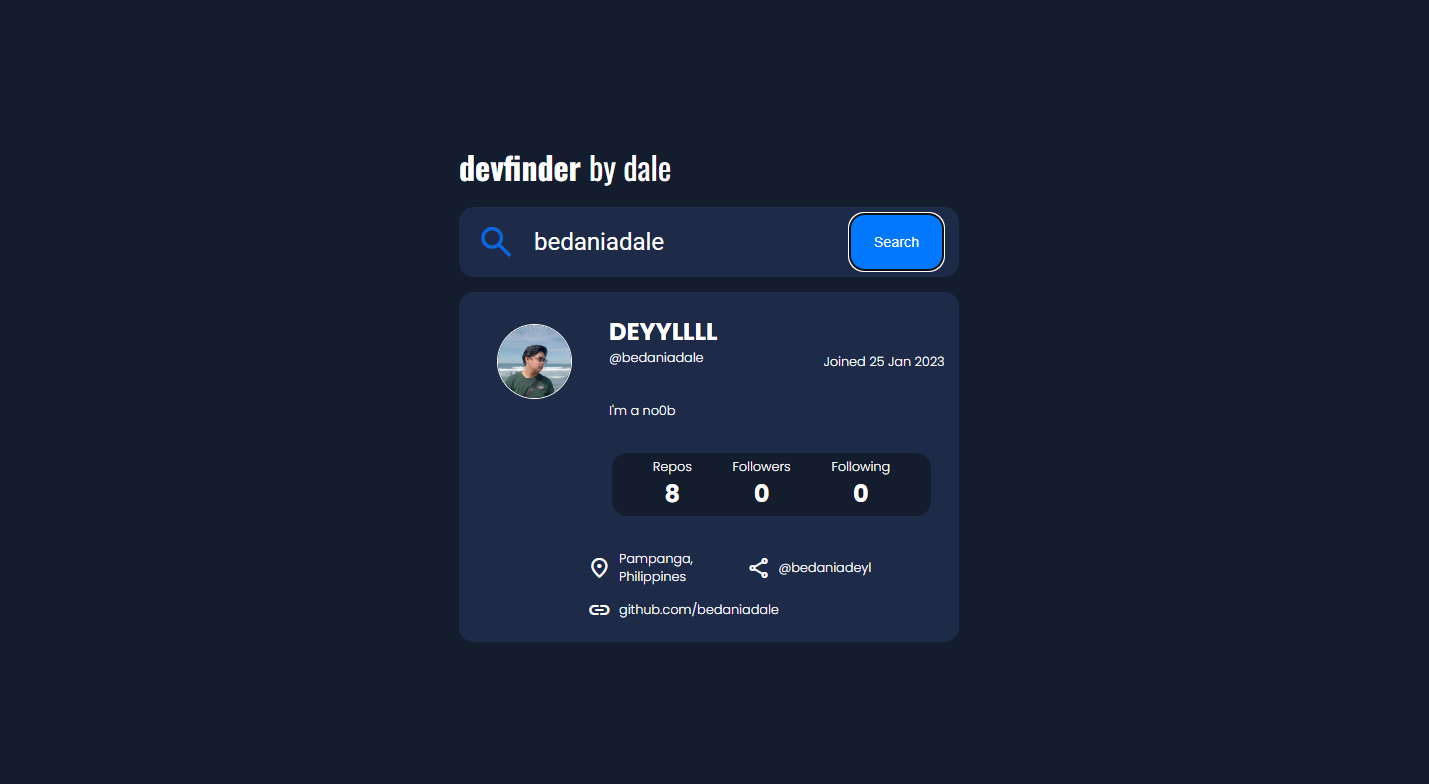 devfinder by dale
bedaniadale
Search
DEYYLLLL
@bedaniadale
Joined 25 Jan 2023
I'm a no0b
Repos Followers Following
8 0 0
Pampanga,
Philippines
@bedaniadeyl
github.com/bedaniadale